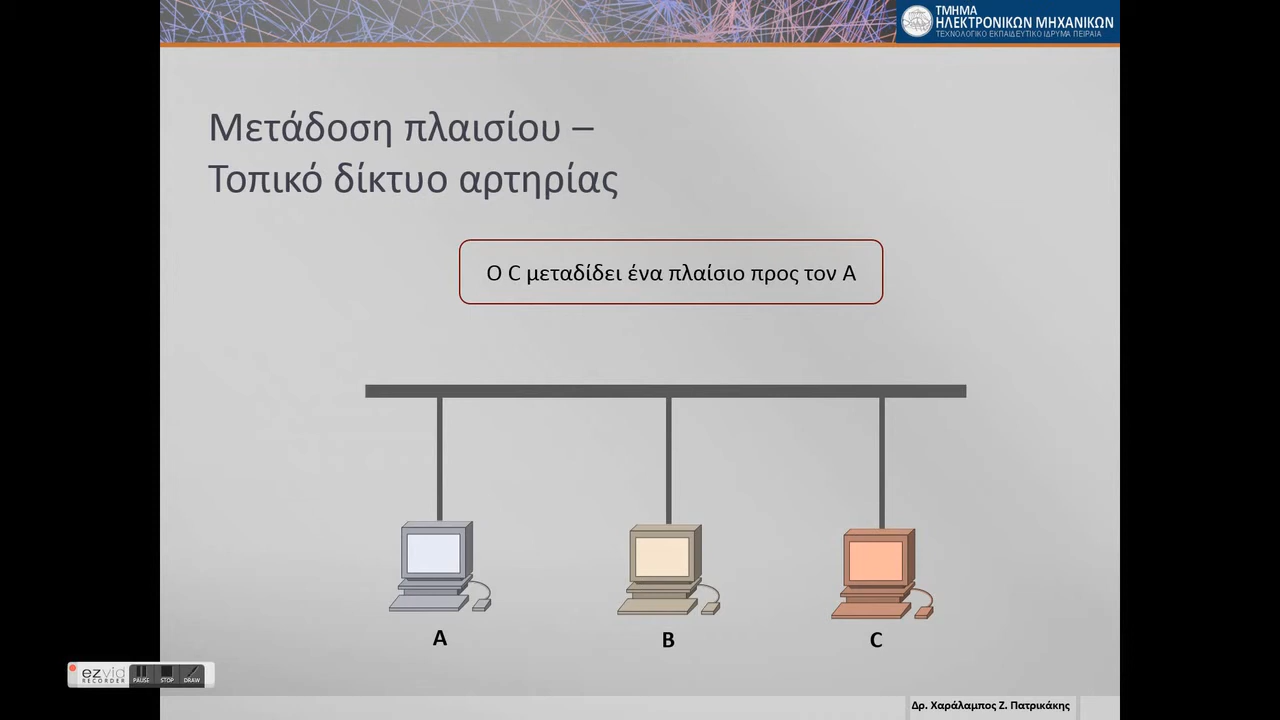 ΤΜΗΜΑ
ΗΛΕΚΤΡΟΝΙΚΩΝ ΜΗΧΑΝΙΚΩΝ
ΤΕΧΝΟΛΟΓΙΚΟ ΕΚΠΑΙΔΕΥΤΙΚΟ ΙΔΡΥΜΑ ΠΕΙΡΑΙΑ
Μετάδοση πλαισίου –
Τοπικό δίκτυο αρτηρίας
Ο C μεταδίδει ένα πλαίσιο προς τον Α
A B C
ezvid
RECORDER
PAUSE STOP DRAW
Δρ. Χαράλαμπος Ζ. Πατρικάκης